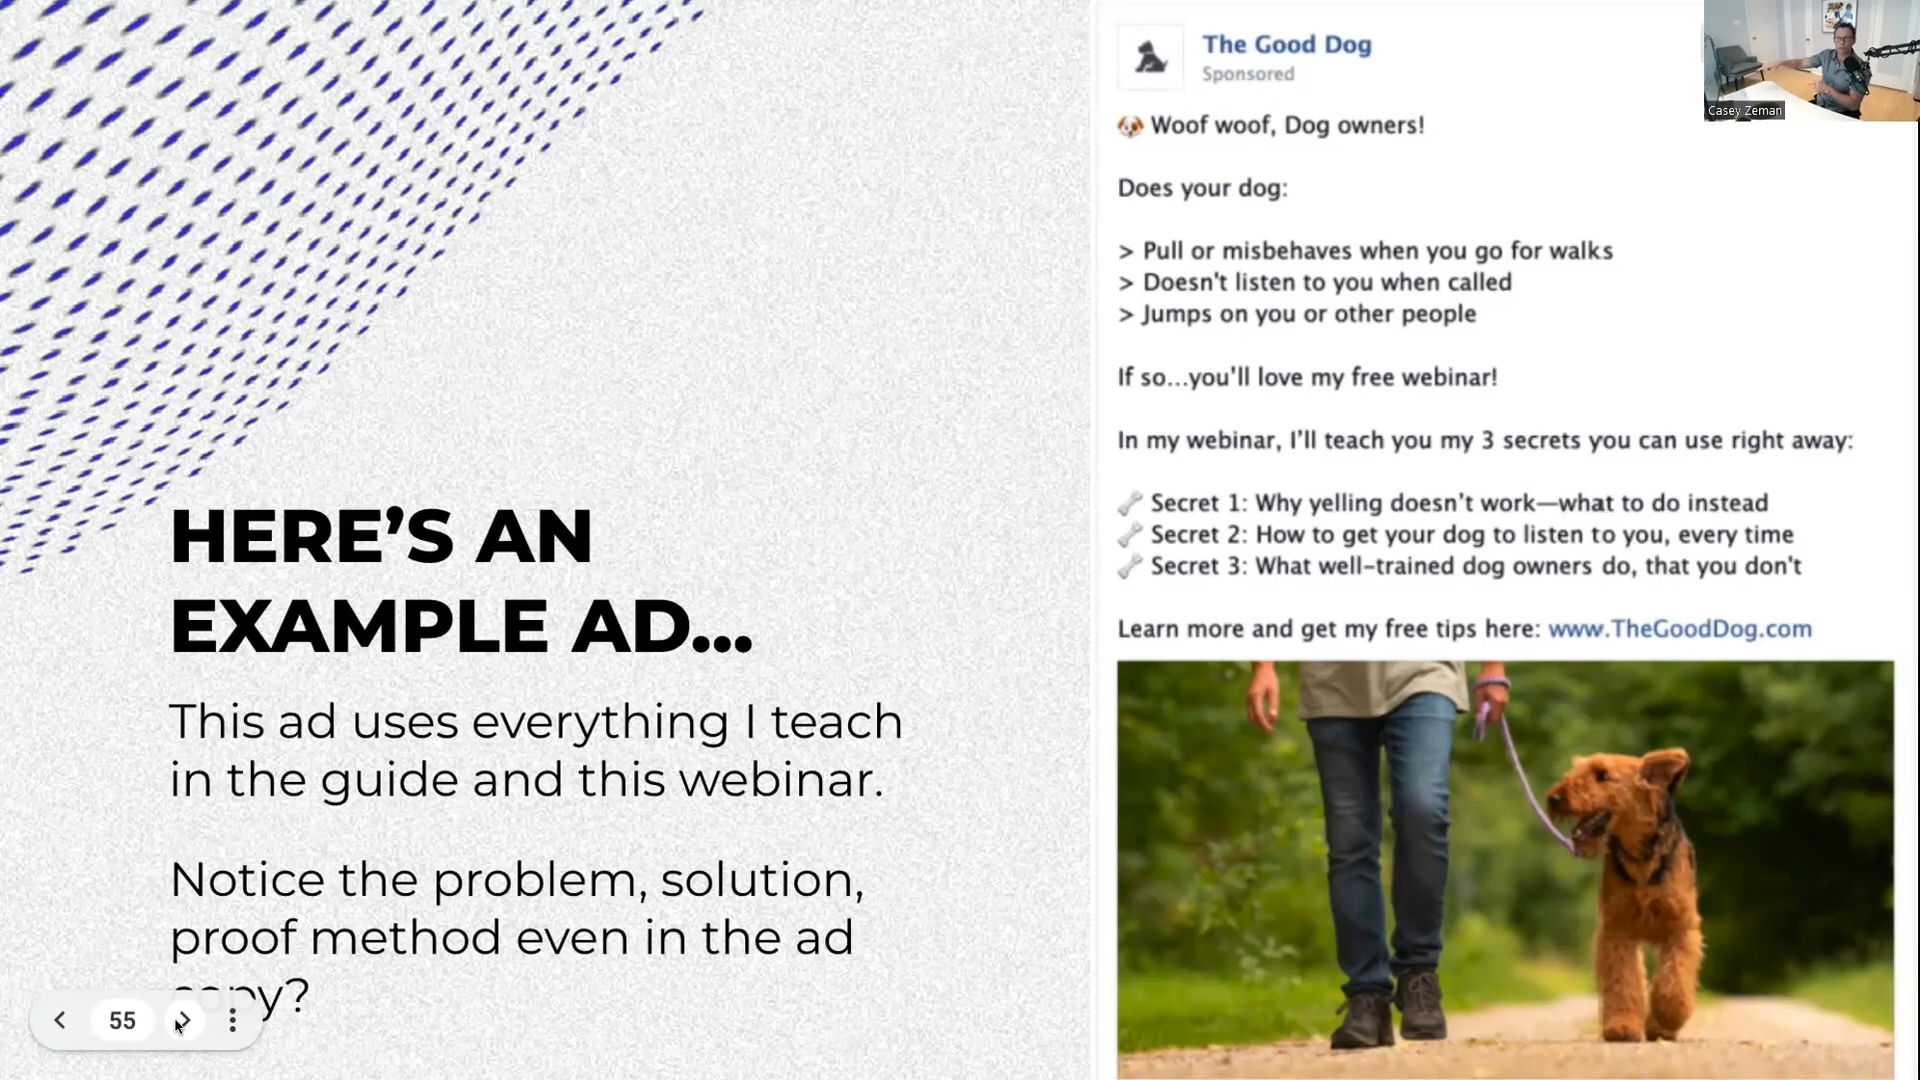 HERE'S AN
EXAMPLE AD...
This ad uses everything I teach
in the guide and this webinar.
Notice the problem, solution,
proof method even in the ad
copy?
55
The Good Dog
Sponsored
Woof woof, Dog owners!
Does your dog:
> Pull or misbehaves when you go for walks
> Doesn't listen to you when called
> Jumps on you or other people
If so...you'll love my free webinar!
In my webinar, I'll teach you my 3 secrets you can use right away:
Secret 1: Why yelling doesn't work—what to do instead
Secret 2: How to get your dog to listen to you, every time
Secret 3: What well-trained dog owners do, that you don't
Learn more and get my free tips here: www.TheGoodDog.com
Casey Zeman